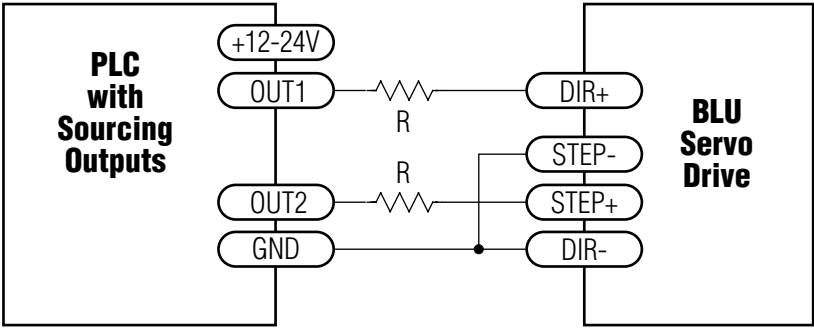 PLC
with
Sourcing
Outputs
+12-24V
OUT1
OUT2
GND
R
R
DIR+
STEP-
STEP+
DIR-
BLU
Servo
Drive